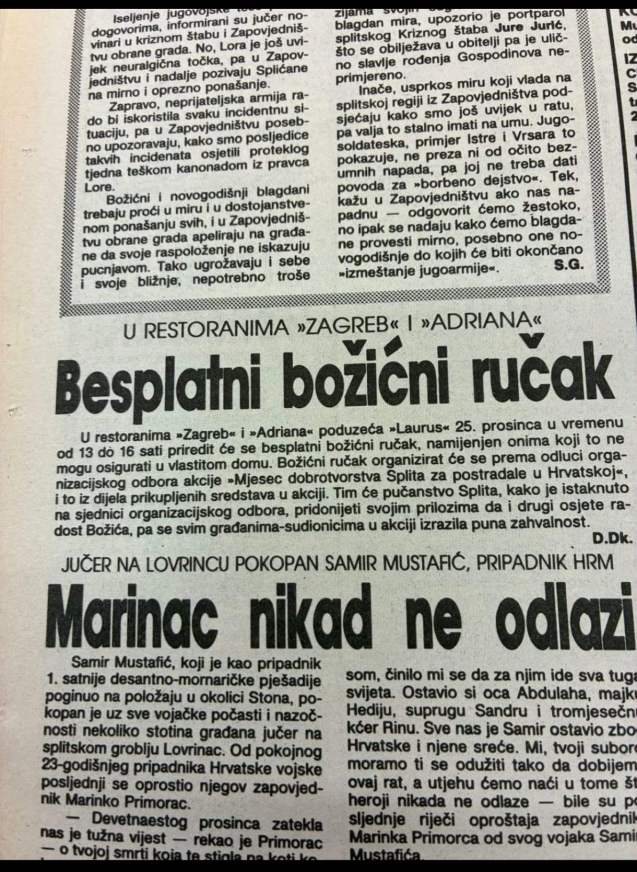 Iseljenje jugovojske
dogovorima, informirani su jučer no-
vinari u kriznom štabu i Zapovjedniš-
tvu obrane grada. No, Lora je još uvi-
jek neuralgična točka, pa u Zapov-
jedništvu i nadalje pozivaju Splićane
na mirno i oprezno ponašanje.
Zapravo, neprijateljska armija ra-
do bi iskoristila svaku incidentnu si-
tuaciju, pa u Zapovjedništvu poseb-
no upozoravaju, kako smo posljedice
takvih incidenata osjetili proteklog
tjedna teškom kanonadom iz pravca
Lore.
Božićni i novogodišnji blagdani
trebaju proći u miru i u dostojanstve-
nom ponašanju svih, i u Zapovjedniš-
tvu obrane grada apeliraju na građa-
ne da svoje raspoloženje ne iskazuju
pucnjavom. Tako ugrožavaju i sebe
i svoje bližnje, nepotrebno troše
zijama svojih
blagdan mira, upozorio je portparol
splitskog Kriznog štaba Jure Jurić,
što se obilježava u obitelji pa je ulič-
no slavlje rođenja Gospodinova ne-
primjereno.
Inače, usprkos miru koji vlada na
splitskoj regiji iz Zapovjedništva pod-
sjećaju kako smo još uvijek u ratu,
pa valja to stalno imati na umu. Jugo-
soldateska, primjer Istre i Vrsara to
pokazuje, ne preza ni od očito bez-
umnih napada, pa joj ne treba dati
povoda za »borbeno dejstvo«. Tek,
kažu u Zapovjedništvu ako nas na-
padnu — odgovorit ćemo žestoko,
no ipak se nadaju kako ćemo blagda-
ne provesti mirno, posebno one no-
vogodišnje do kojih će biti okončano
»izmeštanje jugoarmije«.
S.G.
U RESTORANIMA »ZAGREB« I »ADRIANA«
Besplatni božićni ručak
U restoranima »Zagreb« i »Adriana« poduzeća »Laurus« 25. prosinca u vremenu
od 13 do 16 sati priredit će se besplatni božićni ručak, namijenjen onima koji to ne
mogu osigurati u vlastitom domu. Božićni ručak organizirat će se prema odluci orga-
nizacijskog odbora akcije »Mjesec dobrotvorstva Splita za postradale u Hrvatskoj«,
i to iz dijela prikupljenih sredstava u akciji. Tim će pučanstvo Splita, kako je istaknuto
na sjednici organizacijskog odbora, pridonijeti svojim prilozima da i drugi osjete ra-
dost Božića, pa se svim građanima-sudionicima u akciji izrazila puna zahvalnost.
D.Dk.
JUČER NA LOVRINCU POKOPAN SAMIR MUSTAFIĆ, PRIPADNIK HRM
Marinac nikad ne odlazi
Samir Mustafić, koji je kao pripadnik
1. satnije desantno-mornaričke pješadije
poginuo na položaju u okolici Stona, po-
kopan je uz sve vojačke počasti i nazoč-
nosti nekoliko stotina građana jučer na
splitskom groblju Lovrinac. Od pokojnog
23-godišnjeg pripadnika Hrvatske vojske
posljednji se oprostio njegov zapovjed-
nik Marinko Primorac.
— Devetnaestog prosinca zatekla
nas je tužna vijest — rekao je Primorac
— o tvojoj smrti koja te stigla na koti
som, činilo mi se da za njim ide sva tuga
svijeta. Ostavio si oca Abdulaha, majku
Hediju, suprugu Sandru i tromjesečnu
kćer Rinu. Sve nas je Samir ostavio zbo-
Hrvatske i njene sreće. Mi, tvoji subor
moramo ti se odužiti tako da dobijem
ovaj rat, a utjehu ćemo naći u tome št
heroji nikada ne odlaze — bile su po
sljednje riječi oproštaja zapovjednik
Marinka Primorca od svog vojaka Sami
Mustafića.